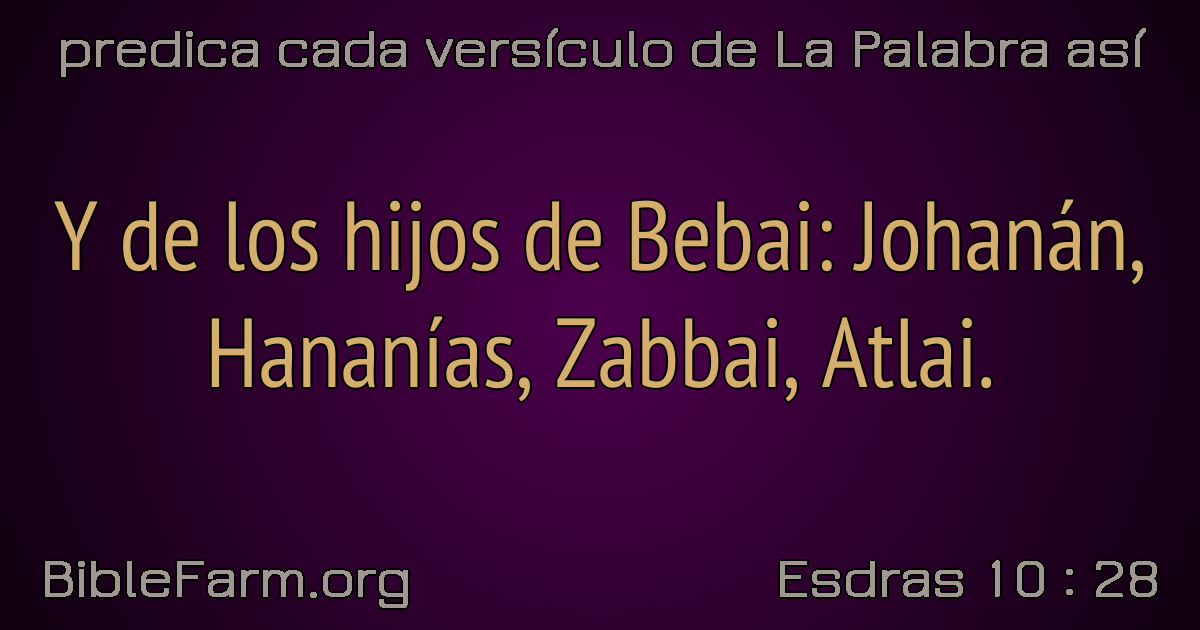 predica cada versículo de La Palabra así
Y de los hijos de Bebai: Johanán,
Hananías, Zabbai, Atlai.
BibleFarm.org
Esdras 10 : 28